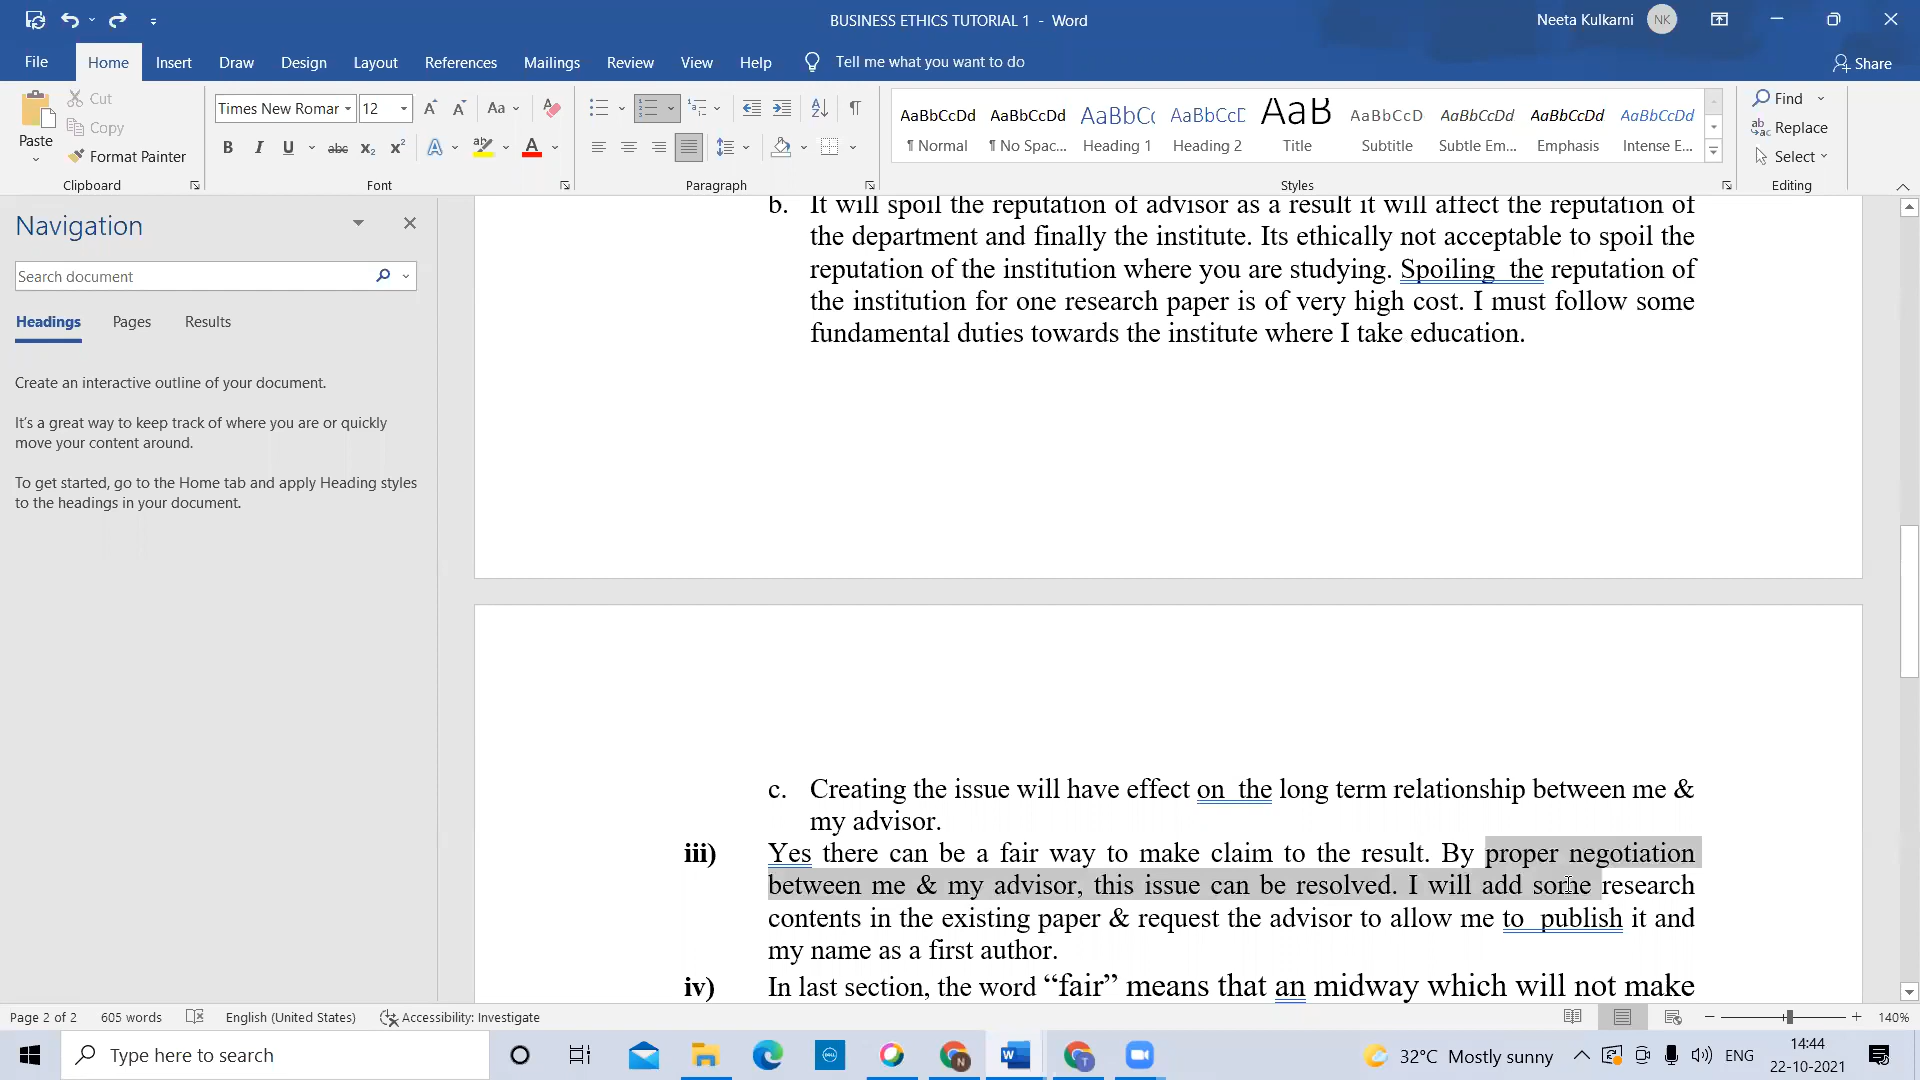 BUSINESS ETHICS TUTORIAL 1 - Word
Neeta Kulkarni NK
File Home Insert Draw Design Layout References Mailings Review View Help Tell me what you want to do Share
Paste
Cut
Copy
Format Painter
Clipboard
Times New Romar 12
Aa
B I U abc x₂ x² A ab A
Font
Paragraph
AaBbCcDd AaBbCcDd AaBbC( AaBbCcD AaB AaBbCcD AaBbCcDd AaBbCcDd AaBbCcDd
¶ Normal ¶ No Spac... Heading 1 Heading 2 Title Subtitle Subtle Em... Emphasis Intense E...
Styles
Find
Replace
Select
Editing
Navigation
Search document
Headings Pages Results
Create an interactive outline of your document.
It's a great way to keep track of where you are or quickly
move your content around.
To get started, go to the Home tab and apply Heading styles
to the headings in your document.
b. It will spoil the reputation of advisor as a result it will affect the reputation of
the department and finally the institute. Its ethically not acceptable to spoil the
reputation of the institution where you are studying. Spoiling the reputation of
the institution for one research paper is of very high cost. I must follow some
fundamental duties towards the institute where I take education.
c. Creating the issue will have effect on the long term relationship between me &
my advisor.
iii) Yes there can be a fair way to make claim to the result. By proper negotiation
between me & my advisor, this issue can be resolved. I will add some research
contents in the existing paper & request the advisor to allow me to publish it and
my name as a first author.
iv) In last section, the word “fair” means that an midway which will not make
Page 2 of 2 605 words English (United States) Accessibility: Investigate 140%
Type here to search
DELL
N
T
32°C Mostly sunny
ENG
14:44
22-10-2021